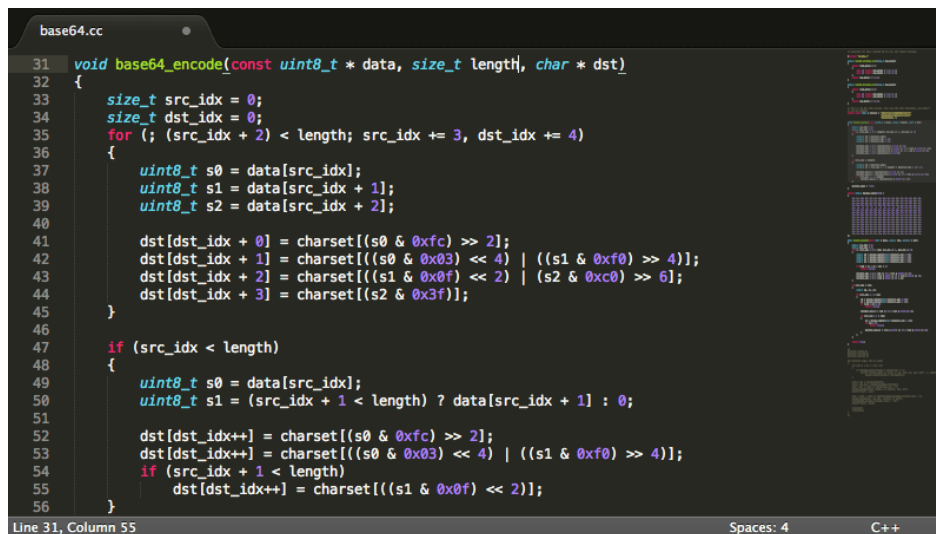 base64.cc
31 void base64_encode(const uint8_t * data, size_t length, char * dst)
32 {
33     size_t src_idx = 0;
34     size_t dst_idx = 0;
35     for (; (src_idx + 2) < length; src_idx += 3, dst_idx += 4)
36     {
37         uint8_t s0 = data[src_idx];
38         uint8_t s1 = data[src_idx + 1];
39         uint8_t s2 = data[src_idx + 2];
40
41         dst[dst_idx + 0] = charset[(s0 & 0xfc) >> 2];
42         dst[dst_idx + 1] = charset[((s0 & 0x03) << 4) | ((s1 & 0xf0) >> 4)];
43         dst[dst_idx + 2] = charset[((s1 & 0x0f) << 2) | (s2 & 0xc0) >> 6];
44         dst[dst_idx + 3] = charset[(s2 & 0x3f)];
45     }
46
47     if (src_idx < length)
48     {
49         uint8_t s0 = data[src_idx];
50         uint8_t s1 = (src_idx + 1 < length) ? data[src_idx + 1] : 0;
51
52         dst[dst_idx++] = charset[(s0 & 0xfc) >> 2];
53         dst[dst_idx++] = charset[((s0 & 0x03) << 4) | ((s1 & 0xf0) >> 4)];
54         if (src_idx + 1 < length)
55             dst[dst_idx++] = charset[((s1 & 0x0f) << 2)];
56     }
Line 31, Column 55 Spaces: 4 C++